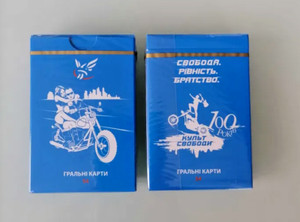 ГРАЛЬНІ КАРТИ
СВОБОДА.
РІВНІСТЬ.
БРАТСТВО.
100
РОКІВ
КУЛЬТ
СВОБОДИ
ГРАЛЬНІ КАРТИ